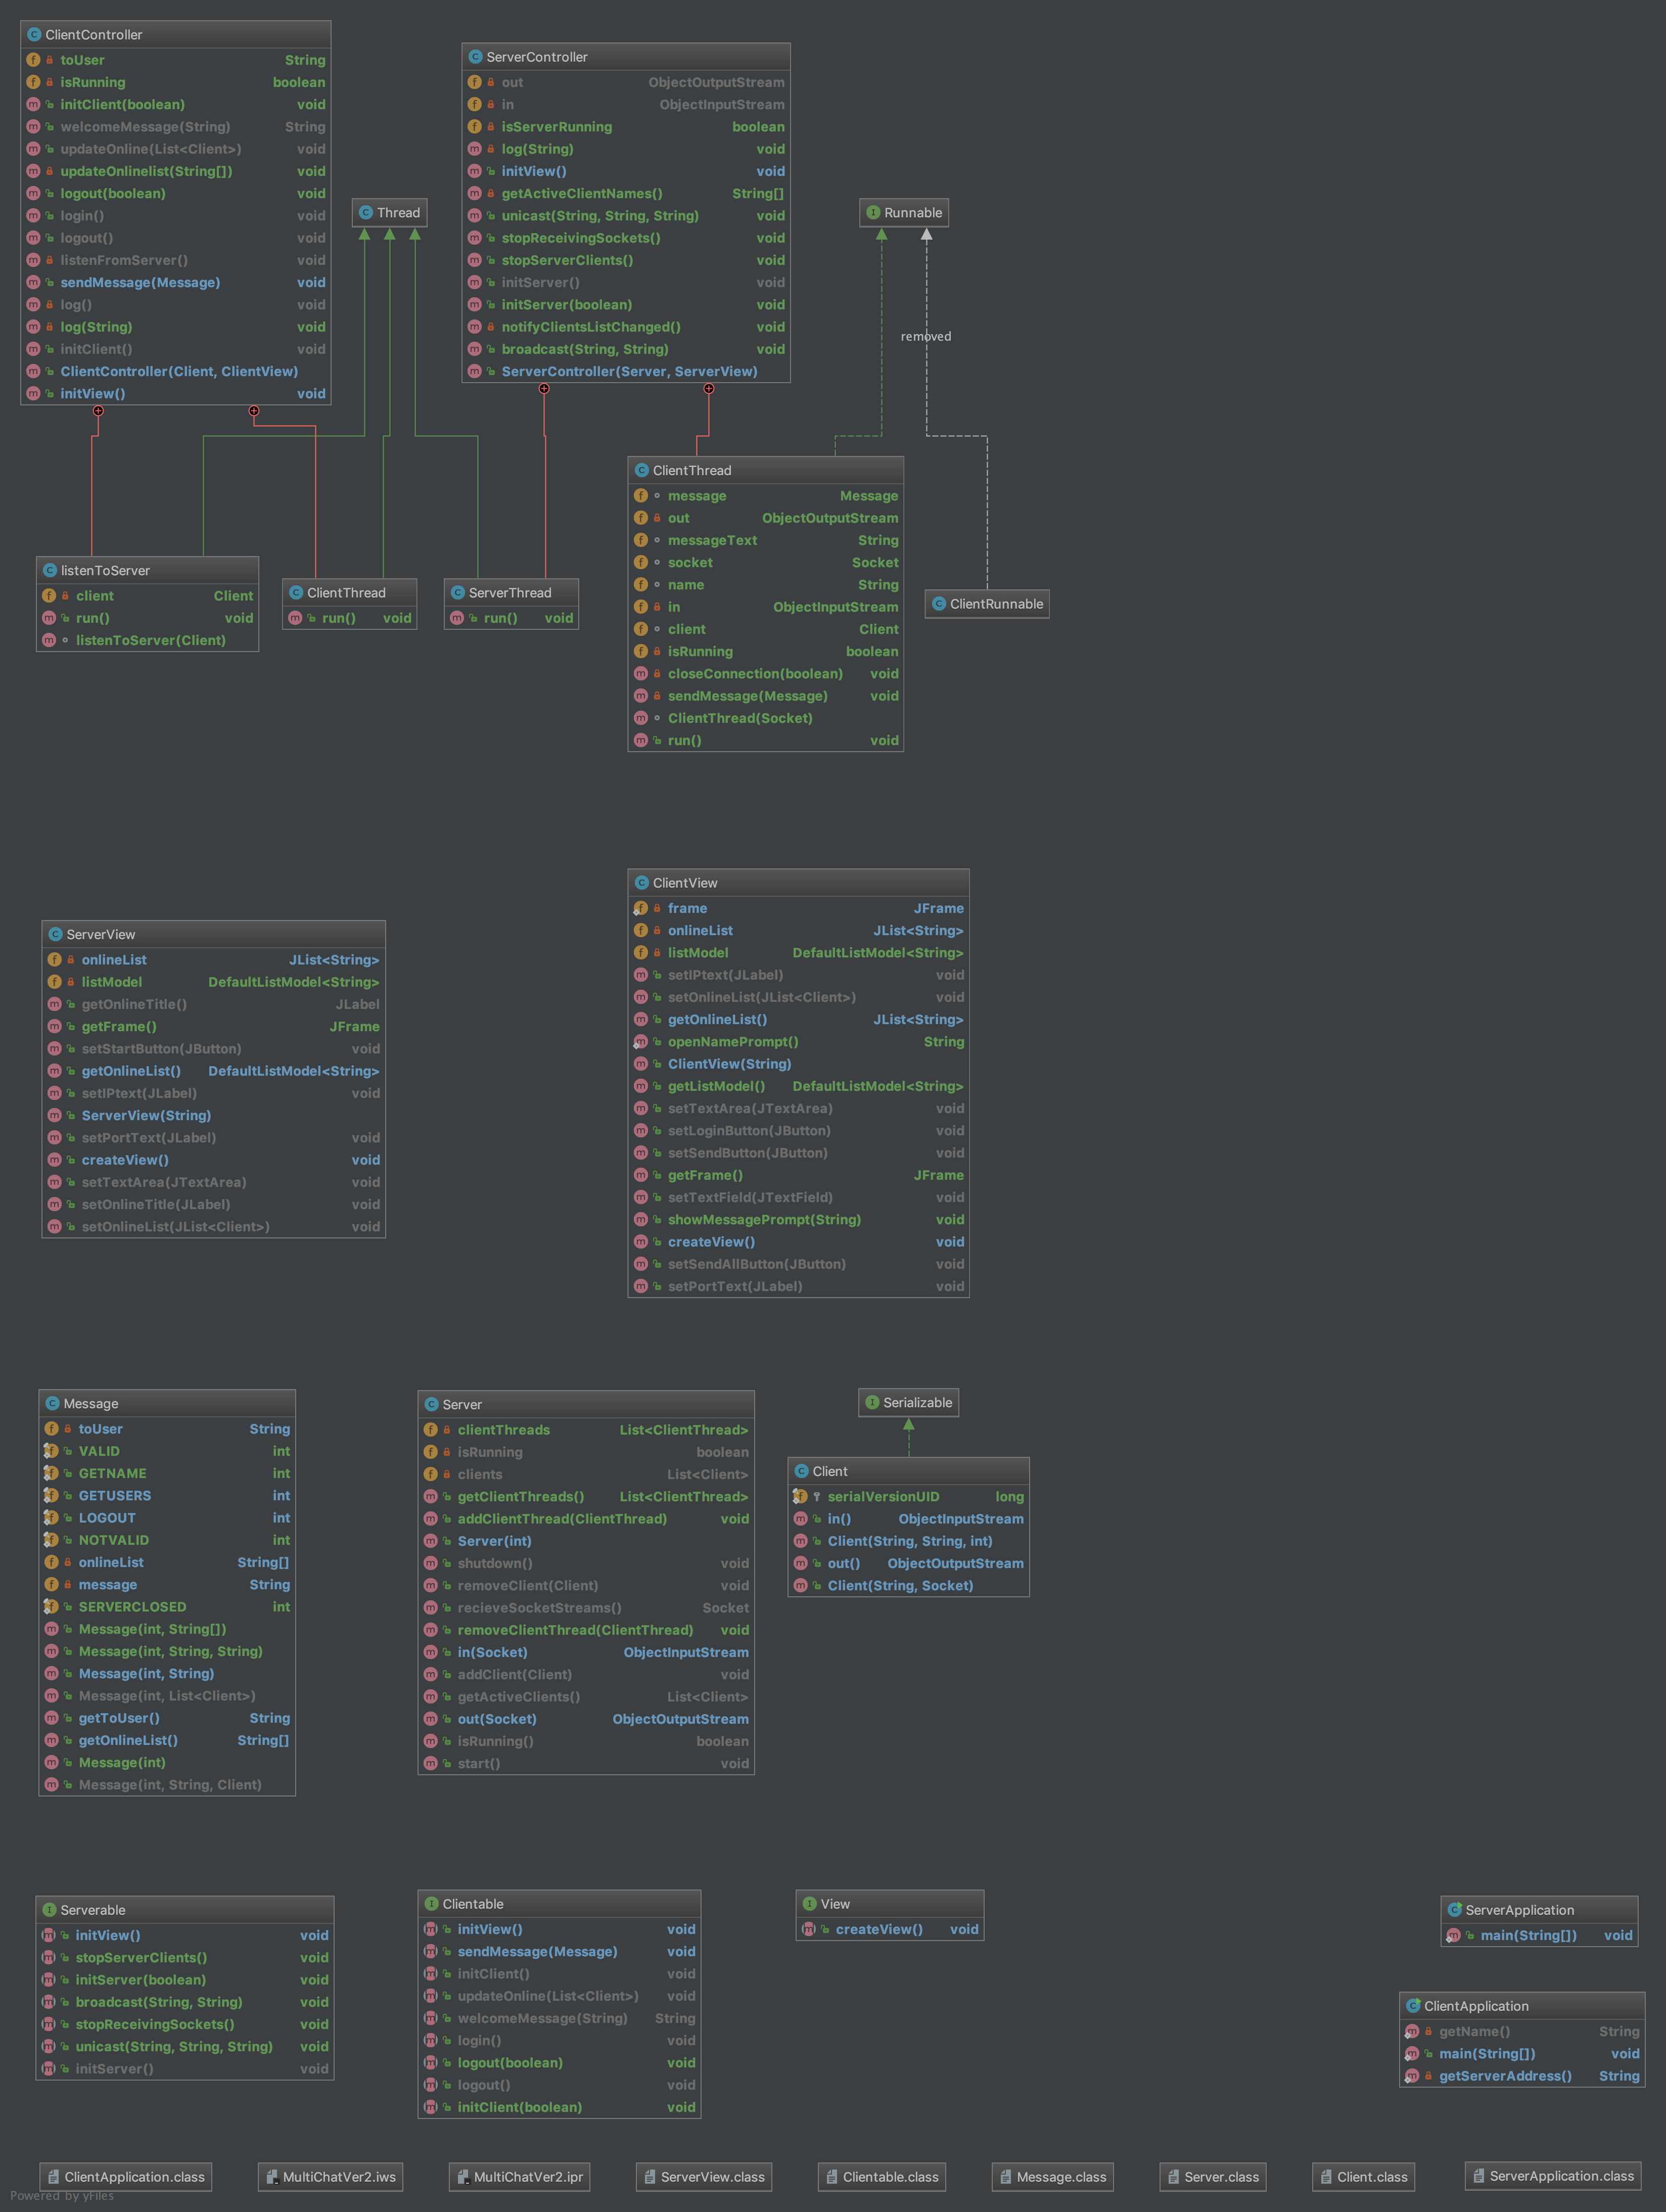 ClientController
toUser String
isRunning boolean
initClient(boolean) void
welcomeMessage(String) String
updateOnline(List<Client>) void
updateOnlinelist(String[]) void
logout(boolean) void
login() void
logout() void
listenFromServer() void
sendMessage(Message) void
log() void
log(String) void
initClient() void
ClientController(Client, ClientView)
initView() void
ServerController
out ObjectOutputStream
in ObjectInputStream
isServerRunning boolean
log(String) void
initView() void
getActiveClientNames() String[]
unicast(String, String, String) void
stopReceivingSockets() void
stopServerClients() void
initServer() void
initServer(boolean) void
notifyClientsListChanged() void
broadcast(String, String) void
ServerController(Server, ServerView)
Thread
Runnable
removed
listenToServer
client Client
run() void
listenToServer(Client)
ClientThread
run() void
ServerThread
run() void
ClientThread
message Message
out ObjectOutputStream
messageText String
socket Socket
name String
in ObjectInputStream
client Client
isRunning boolean
closeConnection(boolean) void
sendMessage(Message) void
ClientThread(Socket)
run() void
ClientRunnable
ServerView
onlineList JList<String>
listModel DefaultListModel<String>
getOnlineTitle() JLabel
getFrame() JFrame
setStartButton(JButton) void
getOnlineList() DefaultListModel<String>
setIPtext(JLabel) void
ServerView(String)
setPortText(JLabel) void
createView() void
setTextArea(JTextArea) void
setOnlineTitle(JLabel) void
setOnlineList(JList<Client>) void
ClientView
frame JFrame
onlineList JList<String>
listModel DefaultListModel<String>
setIPtext(JLabel) void
setOnlineList(JList<Client>) void
getOnlineList() JList<String>
openNamePrompt() String
ClientView(String)
getListModel() DefaultListModel<String>
setTextArea(JTextArea) void
setLoginButton(JButton) void
setSendButton(JButton) void
getFrame() JFrame
setTextField(JTextField) void
showMessagePrompt(String) void
createView() void
setSendAllButton(JButton) void
setPortText(JLabel) void
Message
toUser String
VALID int
GETNAME int
GETUSERS int
LOGOUT int
NOTVALID int
onlineList String[]
message String
SERVERCLOSED int
Message(int, String[])
Message(int, String, String)
Message(int, String)
Message(int, List<Client>)
getToUser() String
getOnlineList() String[]
Message(int)
Message(int, String, Client)
Server
clientThreads List<ClientThread>
isRunning boolean
clients List<Client>
getClientThreads() List<ClientThread>
addClientThread(ClientThread) void
Server(int)
shutdown() void
removeClient(Client) void
recieveSocketStreams() Socket
removeClientThread(ClientThread) void
in(Socket) ObjectInputStream
addClient(Client) void
getActiveClients() List<Client>
out(Socket) ObjectOutputStream
isRunning() boolean
start() void
Serializable
Client
serialVersionUID long
in() ObjectInputStream
Client(String, String, int)
out() ObjectOutputStream
Client(String, Socket)
Serverable
initView() void
stopServerClients() void
initServer(boolean) void
broadcast(String, String) void
stopReceivingSockets() void
unicast(String, String, String) void
initServer() void
Clientable
initView() void
sendMessage(Message) void
initClient() void
updateOnline(List<Client>) void
welcomeMessage(String) String
login() void
logout(boolean) void
logout() void
initClient(boolean) void
View
createView() void
ServerApplication
main(String[]) void
ClientApplication
getName() String
main(String[]) void
getServerAddress() String
ClientApplication.class
MultiChatVer2.iws
MultiChatVer2.ipr
ServerView.class
Clientable.class
Message.class
Server.class
Client.class
ServerApplication.class
Powered by yFiles